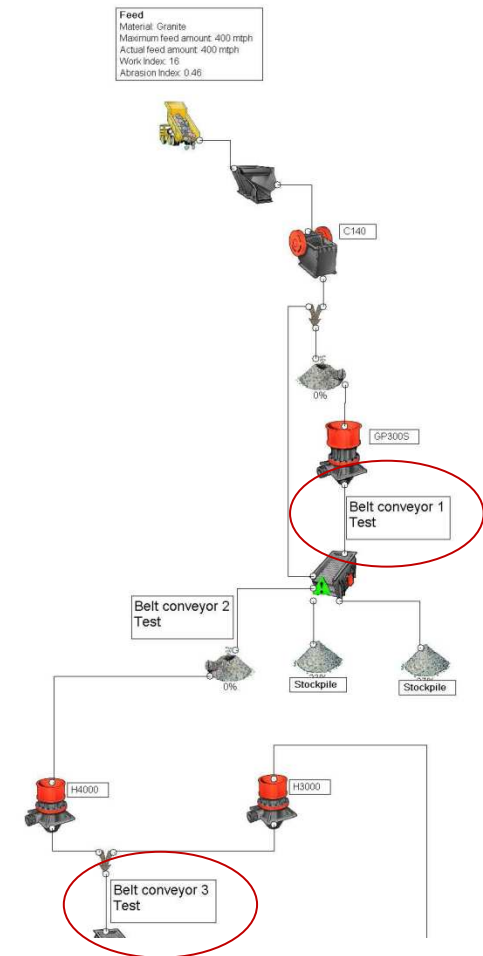 Feed
Material: Granite
Maximum feed amount: 400 mtph
Actual feed amount: 400 mtph
Work Index: 16
Abrasion Index: 0.46
C140
0%
GP300S
Belt conveyor 1
Test
Belt conveyor 2
Test
0%
Stockpile
Stockpile
H4000
H3000
Belt conveyor 3
Test